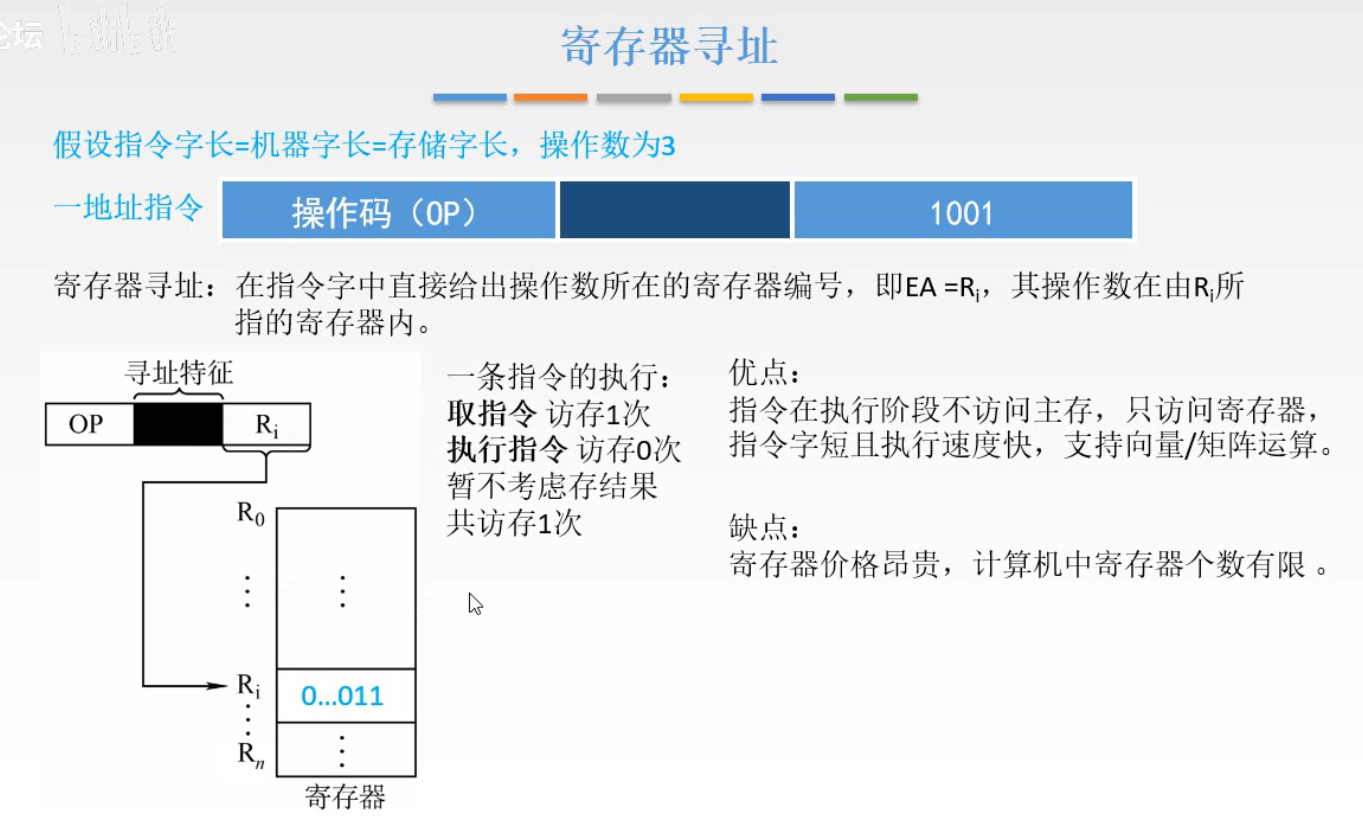 论坛 bilibili
寄存器寻址
假设指令字长=机器字长=存储字长，操作数为3
一地址指令 操作码（OP） 1001
寄存器寻址：在指令字中直接给出操作数所在的寄存器编号，即EA =Ri，其操作数在由Ri所
指的寄存器内。
寻址特征
OP Ri
R0
⋮ ⋮
Ri 0…011
⋮
Rn ⋮
寄存器
一条指令的执行：
取指令 访存1次
执行指令 访存0次
暂不考虑存结果
共访存1次
优点：
指令在执行阶段不访问主存，只访问寄存器，
指令字短且执行速度快，支持向量/矩阵运算。
缺点：
寄存器价格昂贵，计算机中寄存器个数有限 。